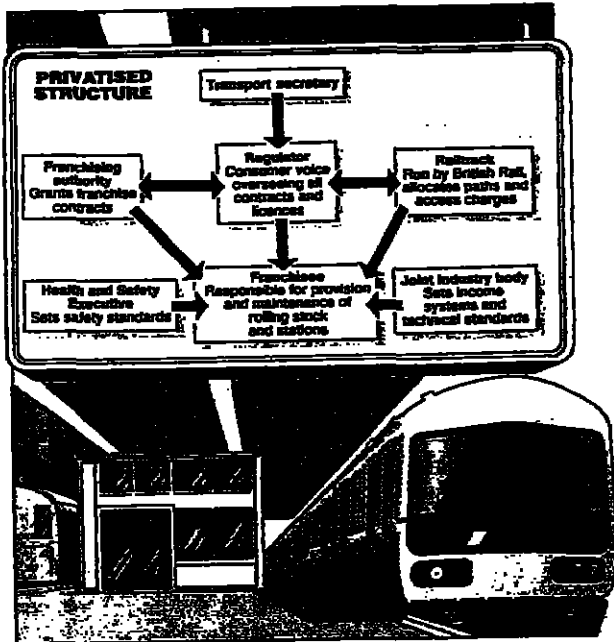 PRIVATISED
STRUCTURE
Transport secretary
Franchising
authority
Grants franchise
contracts
Regulator
Consumer voice
overseeing all
contracts and
licences
Railtrack
Run by British Rail,
allocates paths and
access charges
Health and Safety
Executive
Sets safety standards
Franchisee
Responsible for provision
and maintenance of
rolling stock
and stations
Joint industry body
Sets income
systems and
technical standards